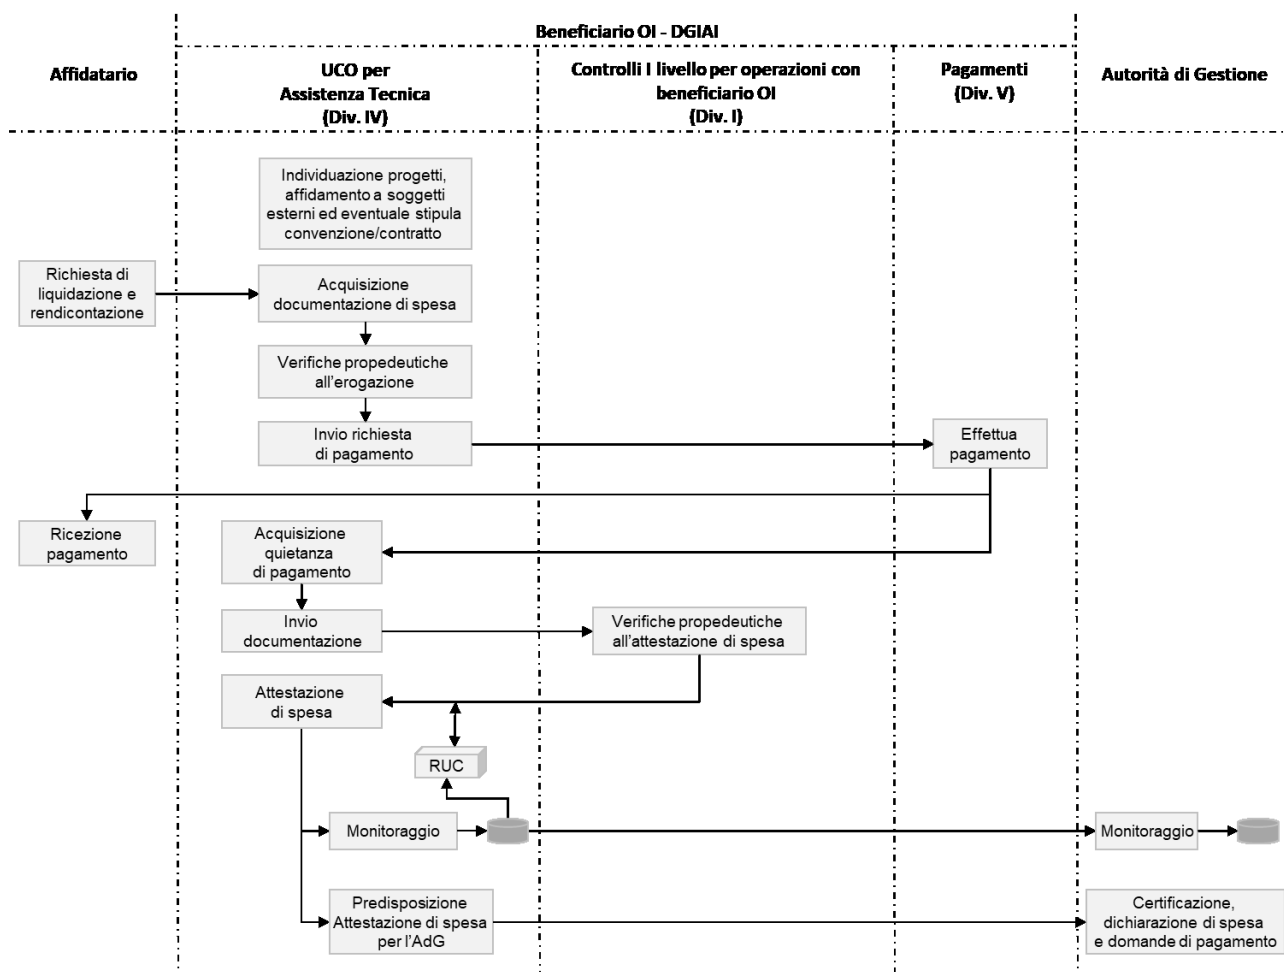 Beneficiario OI - DGIAI
Affidatario
UCO per
Assistenza Tecnica
(Div. IV)
Controlli I livello per operazioni con
beneficiario OI
(Div. I)
Pagamenti
(Div. V)
Autorità di Gestione
Individuazione progetti,
affidamento a soggetti
esterni ed eventuale stipula
convenzione/contratto
Richiesta di
liquidazione e
rendicontazione
Acquisizione
documentazione di spesa
Verifiche propedeutiche
all'erogazione
Invio richiesta
di pagamento
Effettua
pagamento
Ricezione
pagamento
Acquisizione
quietanza
di pagamento
Invio
documentazione
Verifiche propedeutiche
all'attestazione di spesa
Attestazione
di spesa
RUC
Monitoraggio
Monitoraggio
Predisposizione
Attestazione di spesa
per l'AdG
Certificazione,
dichiarazione di spesa
e domande di pagamento